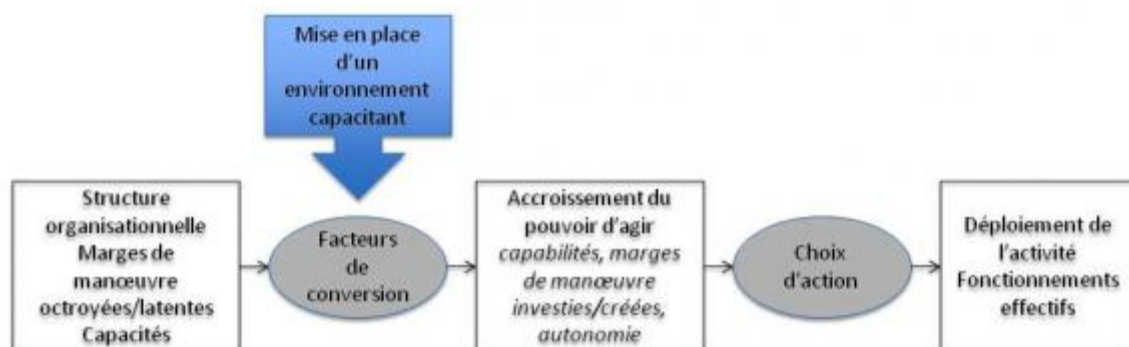 Mise en place
d'un
environnement
capacitant
Structure
organisationnelle
Marges de
manœuvre
octroyées/latentes
Capacités
Facteurs
de
conversion
Accroissement du
pouvoir d'agir
capabilités, marges
de manœuvre
investies/créées,
autonomie
Choix
d'action
Déploiement de
l'activité
Fonctionnements
effectifs